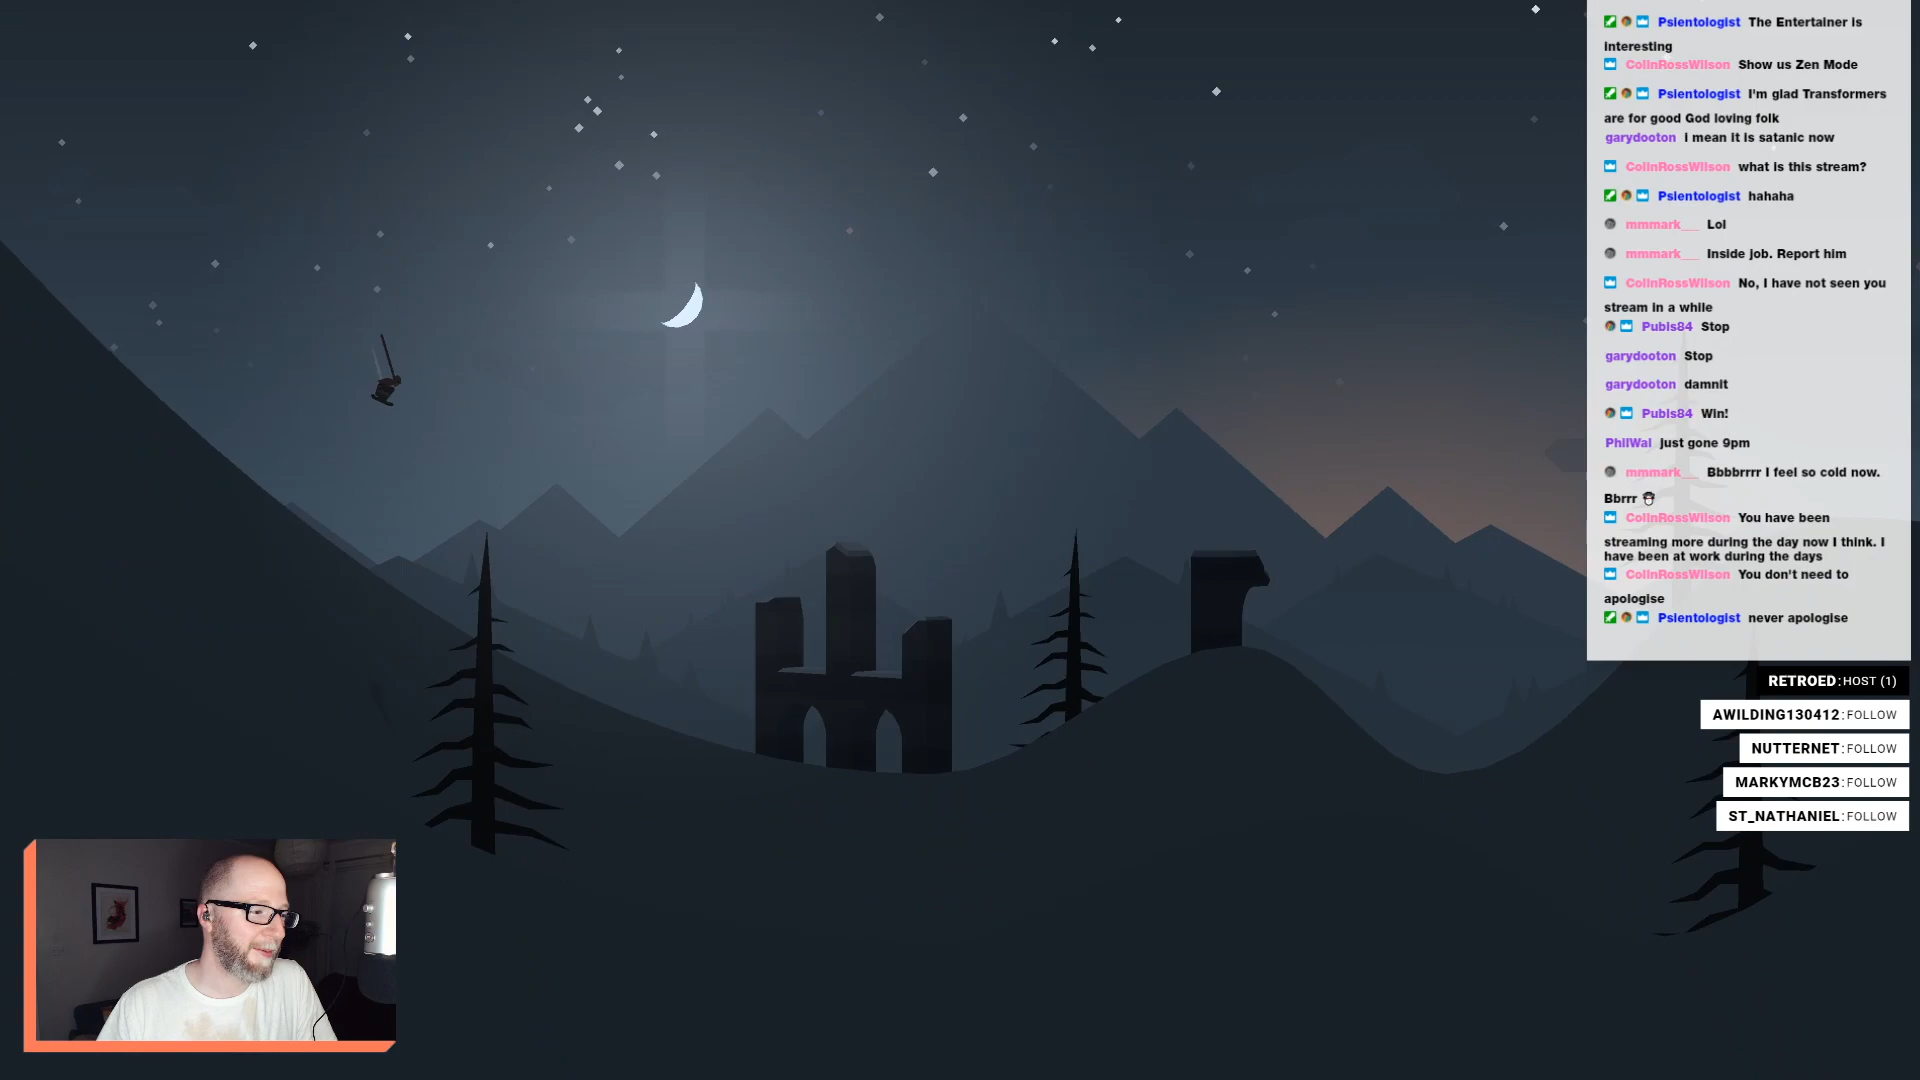 Psientologist The Entertainer is
interesting
ColinRossWilson Show us Zen Mode
Psientologist I'm glad Transformers
are for good God loving folk
garydooton I mean it is satanic now
ColinRossWilson what is this stream?
Psientologist hahaha
mmmark__ Lol
mmmark__ Inside job. Report him
ColinRossWilson No, I have not seen you
stream in a while
Pubis84 Stop
garydooton Stop
garydooton damnit
Pubis84 Win!
PhilWal just gone 9pm
mmmark__ Bbbbrrrr I feel so cold now.
Bbrrr
ColinRossWilson You have been
streaming more during the day now I think. I
have been at work during the days
ColinRossWilson You don't need to
apologise
Psientologist never apologise
RETROED:HOST (1)
AWILDING130412:FOLLOW
NUTTERNET:FOLLOW
MARKYMCB23:FOLLOW
ST_NATHANIEL:FOLLOW